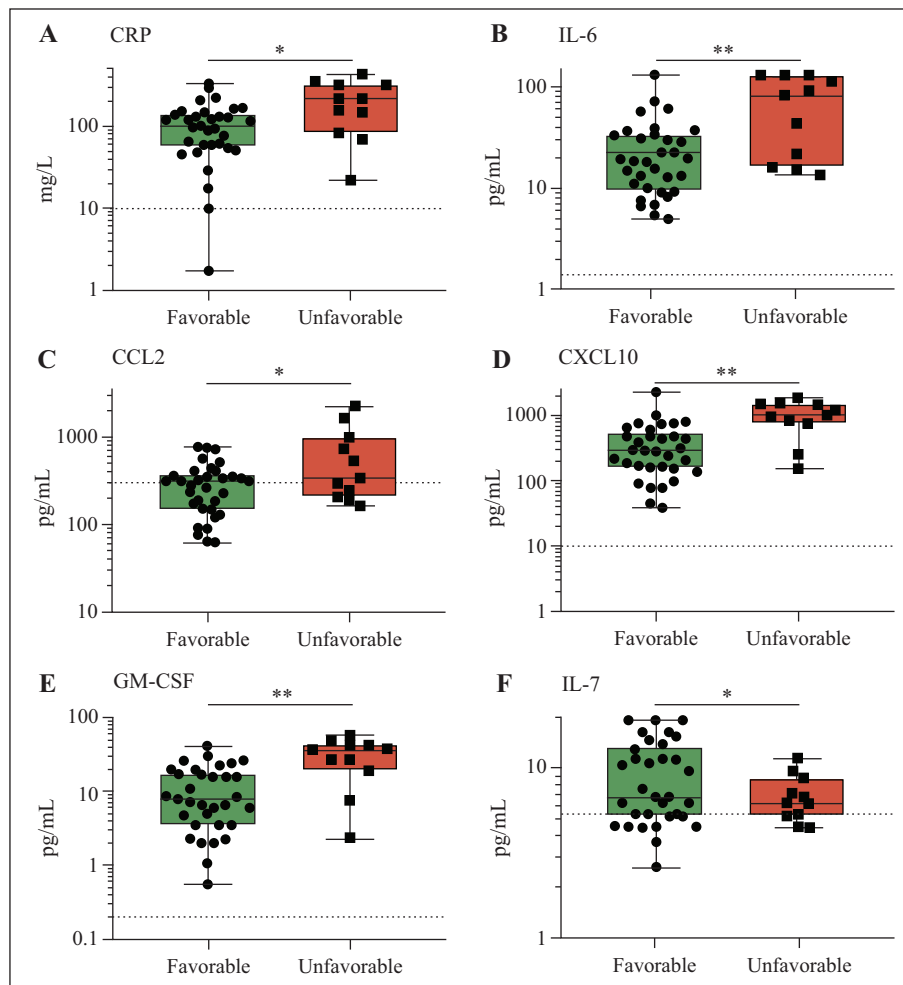 A CRP
*
100
10
1
mg/L
Favorable Unfavorable
B IL-6
**
100
10
1
pg/mL
Favorable Unfavorable
C CCL2
*
1000
100
10
pg/mL
Favorable Unfavorable
D CXCL10
**
1000
100
10
1
pg/mL
Favorable Unfavorable
E GM-CSF
**
100
10
1
0.1
pg/mL
Favorable Unfavorable
F IL-7
*
10
1
pg/mL
Favorable Unfavorable